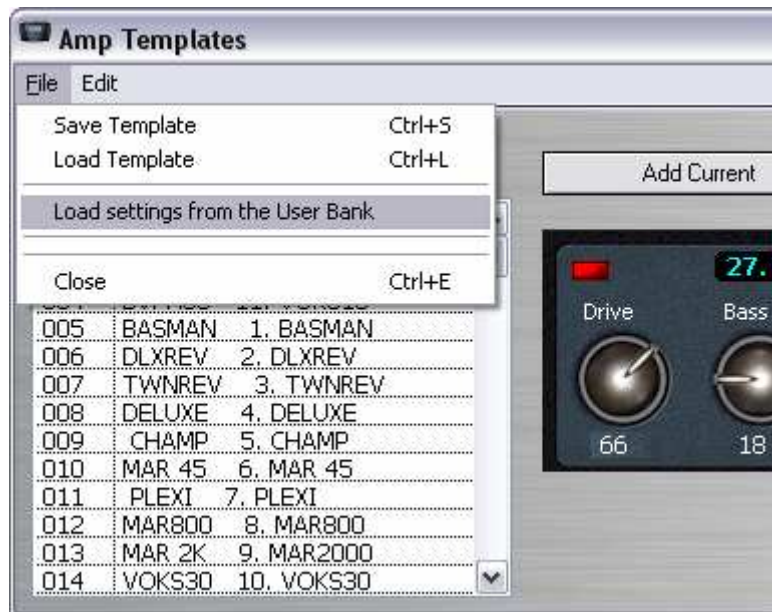 Amp Templates
File Edit
Save Template Ctrl+S
Load Template Ctrl+L
Load settings from the User Bank
Close Ctrl+E
Add Current
27.
Drive Bass
66 18
005 BASMAN 1. BASMAN
006 DLXREV 2. DLXREV
007 TWNREV 3. TWNREV
008 DELUXE 4. DELUXE
009 CHAMP 5. CHAMP
010 MAR 45 6. MAR 45
011 PLEXI 7. PLEXI
012 MAR800 8. MAR800
013 MAR 2K 9. MAR2000
014 VOKS30 10. VOKS30